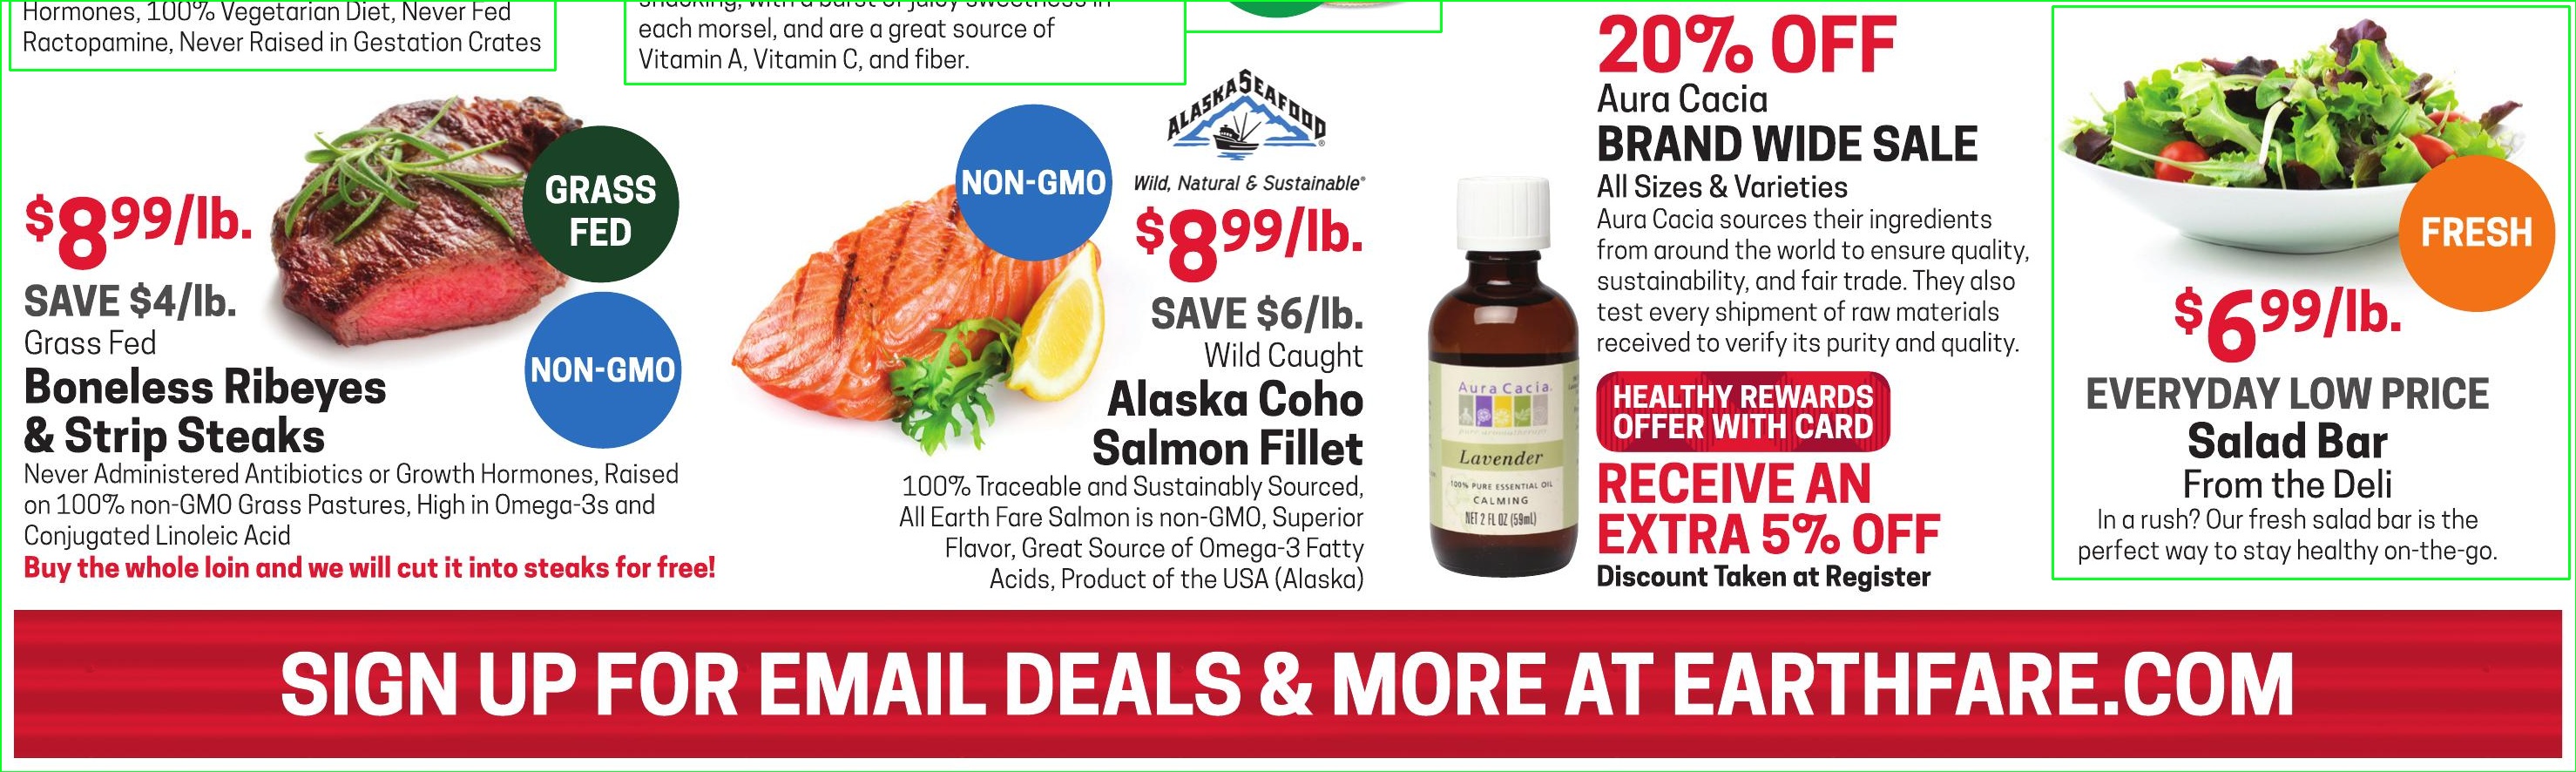 Hormones, 100% Vegetarian Diet, Never Fed
Ractopamine, Never Raised in Gestation Crates
each morsel, and are a great source of
Vitamin A, Vitamin C, and fiber.
$8.99/lb.
SAVE $4/lb.
Grass Fed
Boneless Ribeyes
& Strip Steaks
Never Administered Antibiotics or Growth Hormones, Raised
on 100% non-GMO Grass Pastures, High in Omega-3s and
Conjugated Linoleic Acid
Buy the whole loin and we will cut it into steaks for free!
GRASS
FED
NON-GMO
NON-GMO
ALASKA SEAFOOD®
Wild, Natural & Sustainable®
$8.99/lb.
SAVE $6/lb.
Wild Caught
Alaska Coho
Salmon Fillet
100% Traceable and Sustainably Sourced,
All Earth Fare Salmon is non-GMO, Superior
Flavor, Great Source of Omega-3 Fatty
Acids, Product of the USA (Alaska)
Aura Cacia
Lavender
100% PURE ESSENTIAL OIL
CALMING
NET 2 FL OZ (59ml)
20% OFF
Aura Cacia
BRAND WIDE SALE
All Sizes & Varieties
Aura Cacia sources their ingredients
from around the world to ensure quality,
sustainability, and fair trade. They also
test every shipment of raw materials
received to verify its purity and quality.
HEALTHY REWARDS
OFFER WITH CARD
RECEIVE AN
EXTRA 5% OFF
Discount Taken at Register
FRESH
$6.99/lb.
EVERYDAY LOW PRICE
Salad Bar
From the Deli
In a rush? Our fresh salad bar is the
perfect way to stay healthy on-the-go.
SIGN UP FOR EMAIL DEALS & MORE AT EARTHFARE.COM